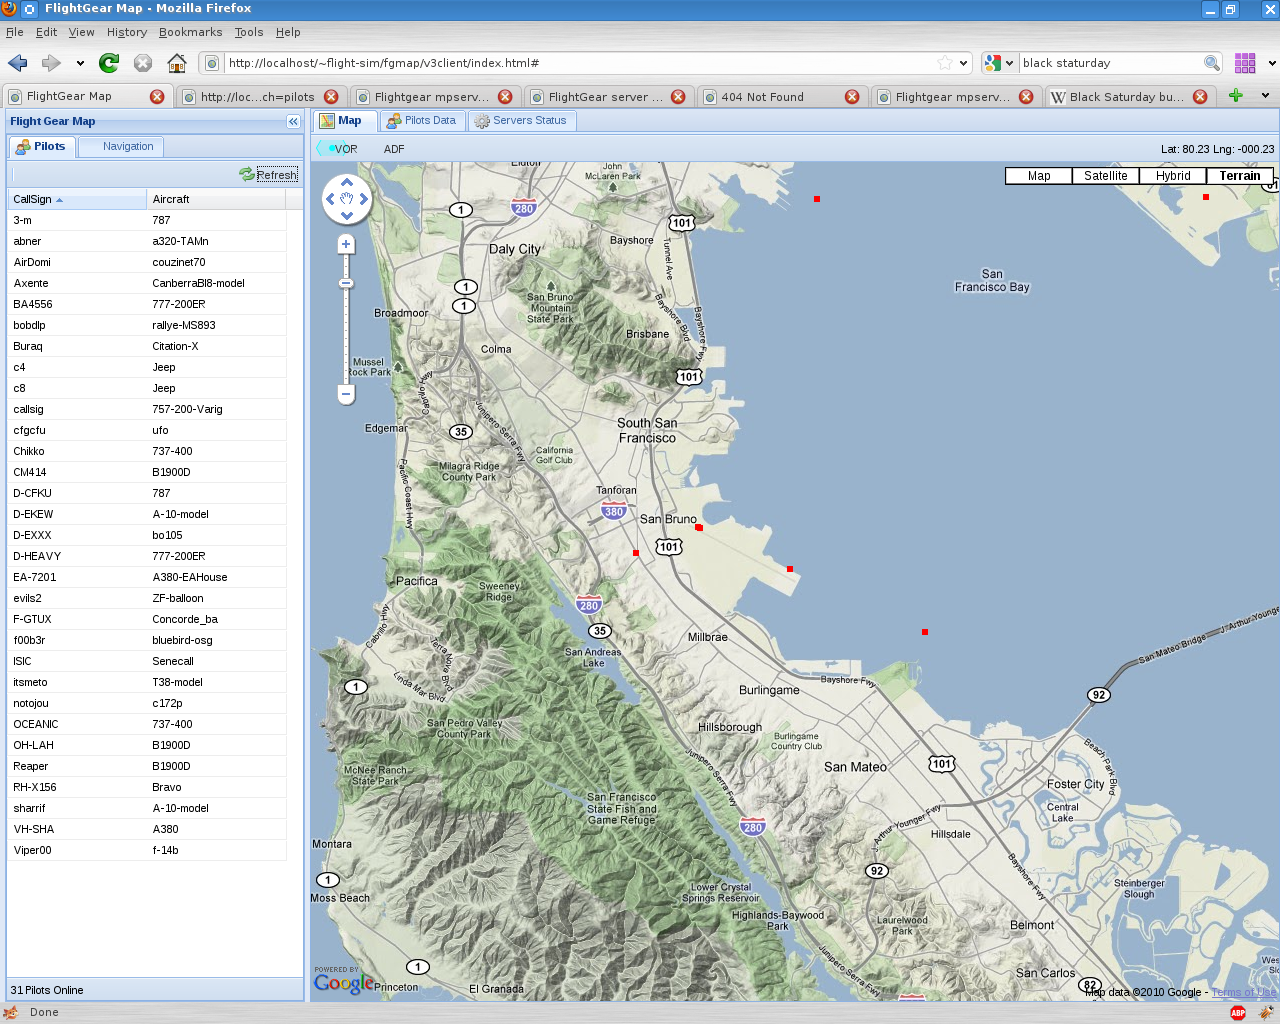 FlightGear Map - Mozilla Firefox
File Edit View History Bookmarks Tools Help
http://localhost/~flight-sim/fgmap/v3client/index.html#
black staturday
FlightGear Map
http://loc...ch=pilots
Flightgear mpserv...
FlightGear server ...
404 Not Found
Flightgear mpserv...
Black Saturday bu...
Flight Gear Map
Pilots Navigation
Refresh
CallSign Aircraft
3-m 787
abner a320-TAMn
AirDomi couzinet70
Axente CanberraBI8-model
BA4556 777-200ER
bobdlp rallye-MS893
Buraq Citation-X
c4 Jeep
c8 Jeep
callsig 757-200-Varig
cfgcfu ufo
Chikko 737-400
CM414 B1900D
D-CFKU 787
D-EKEW A-10-model
D-EXXX bo105
D-HEAVY 777-200ER
EA-7201 A380-EAHouse
evils2 ZF-balloon
F-GTUX Concorde_ba
f00b3r bluebird-osg
ISIC Senecall
itsmeto T38-model
notojou c172p
OCEANIC 737-400
OH-LAH B1900D
Reaper B1900D
RH-X156 Bravo
sharrif A-10-model
VH-SHA A380
Viper00 f-14b
31 Pilots Online
Map Pilots Data Servers Status
VOR ADF
Lat: 80.23 Lng: -000.23
Map Satellite Hybrid Terrain
John
McLaren Park
1
280
101
Daly City
Bayshore
Tunnel Ave
San
Francisco Bay
1
1
San Bruno
Mountain
State Park
Bayshore Blvd
Bayshore Fwy
Broadmoor
Brisbane
Colma
Mussel
Rock Park
101
Cabrillo Hwy
Junipero Serra Fwy
Edgemar
35
South San
Francisco
California
Golf Club
Milagra Ridge
County Park
Pacific Coast Hwy
Tanforan
380
San Bruno
101
Pacifica
Sweeney
Ridge
280
Cabrillo Hwy
35
Millbrae
San Andreas
Lake
Terra Nova Blvd
Linda Mar Blvd
1
San Mateo Bridge
J. Arthur Younger
Bayshore Fwy
Burlingame
92
San Pedro Valley
County Park
Hillsborough
Burlingame
Country Club
Beach Park Blvd
McNee Ranch
State Park
Junipero Serra Fwy
San Mateo
101
Foster City
San Francisco
State Fish and
Game Refuge
Central
Lake
280
J. Arthur Younger Fwy
Hillsdale
Montara
92
Bayshore Fwy
1
Moss Beach
Lower Crystal
Springs Reservoir
Steinberger
Slough
Highlands-Baywood
Park
Laurelwood
Park
Belmont
Junipero Serra Fwy
1
San Carlos
82
POWERED BY
Google
Princeton
El Granada
Map data ©2010 Google - Terms of Use
Done
ABP